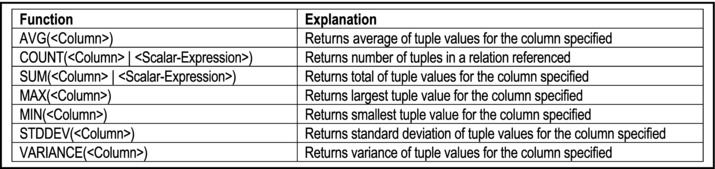 Function Explanation
AVG(<Column>) Returns average of tuple values for the column specified
COUNT(<Column> | <Scalar-Expression>) Returns number of tuples in a relation referenced
SUM(<Column> | <Scalar-Expression>) Returns total of tuple values for the column specified
MAX(<Column>) Returns largest tuple value for the column specified
MIN(<Column>) Returns smallest tuple value for the column specified
STDDEV(<Column>) Returns standard deviation of tuple values for the column specified
VARIANCE(<Column>) Returns variance of tuple values for the column specified